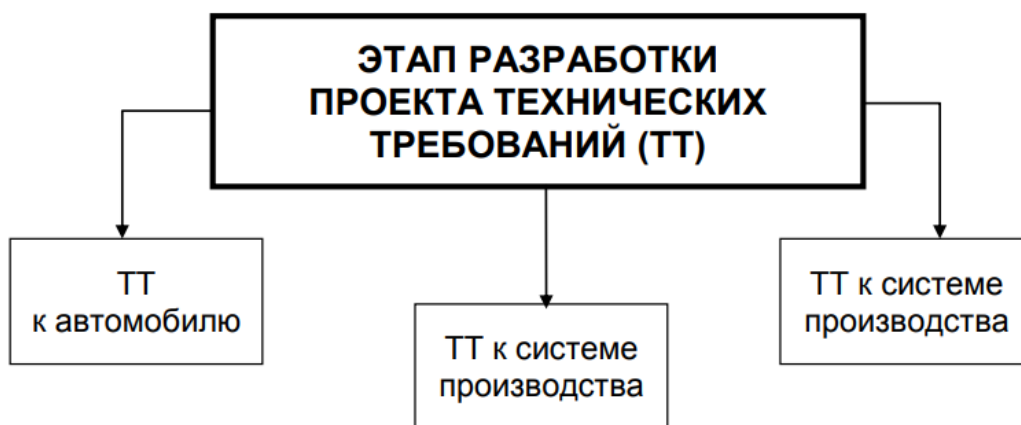 ЭТАП РАЗРАБОТКИ
ПРОЕКТА ТЕХНИЧЕСКИХ
ТРЕБОВАНИЙ (ТТ)
ТТ
к автомобилю
ТТ к системе
производства
ТТ к системе
производства